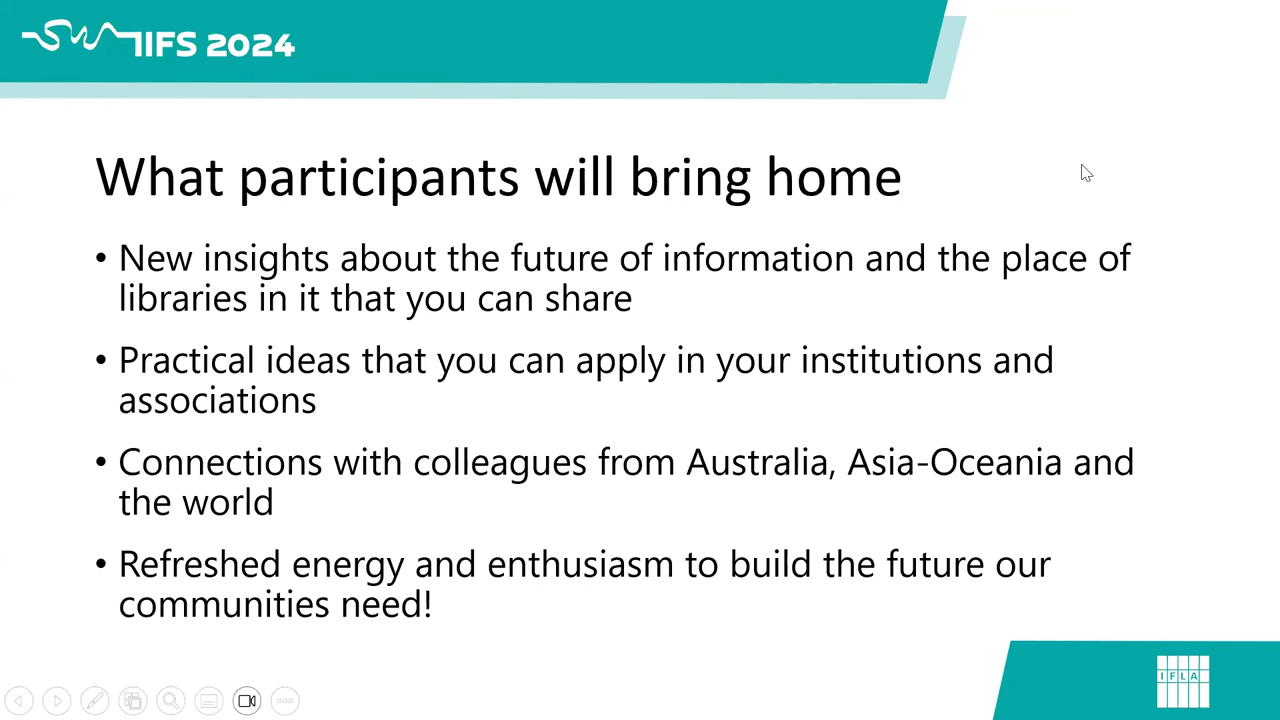 IIFS 2024
What participants will bring home
• New insights about the future of information and the place of
libraries in it that you can share
• Practical ideas that you can apply in your institutions and
associations
• Connections with colleagues from Australia, Asia-Oceania and
the world
• Refreshed energy and enthusiasm to build the future our
communities need!
IFLA